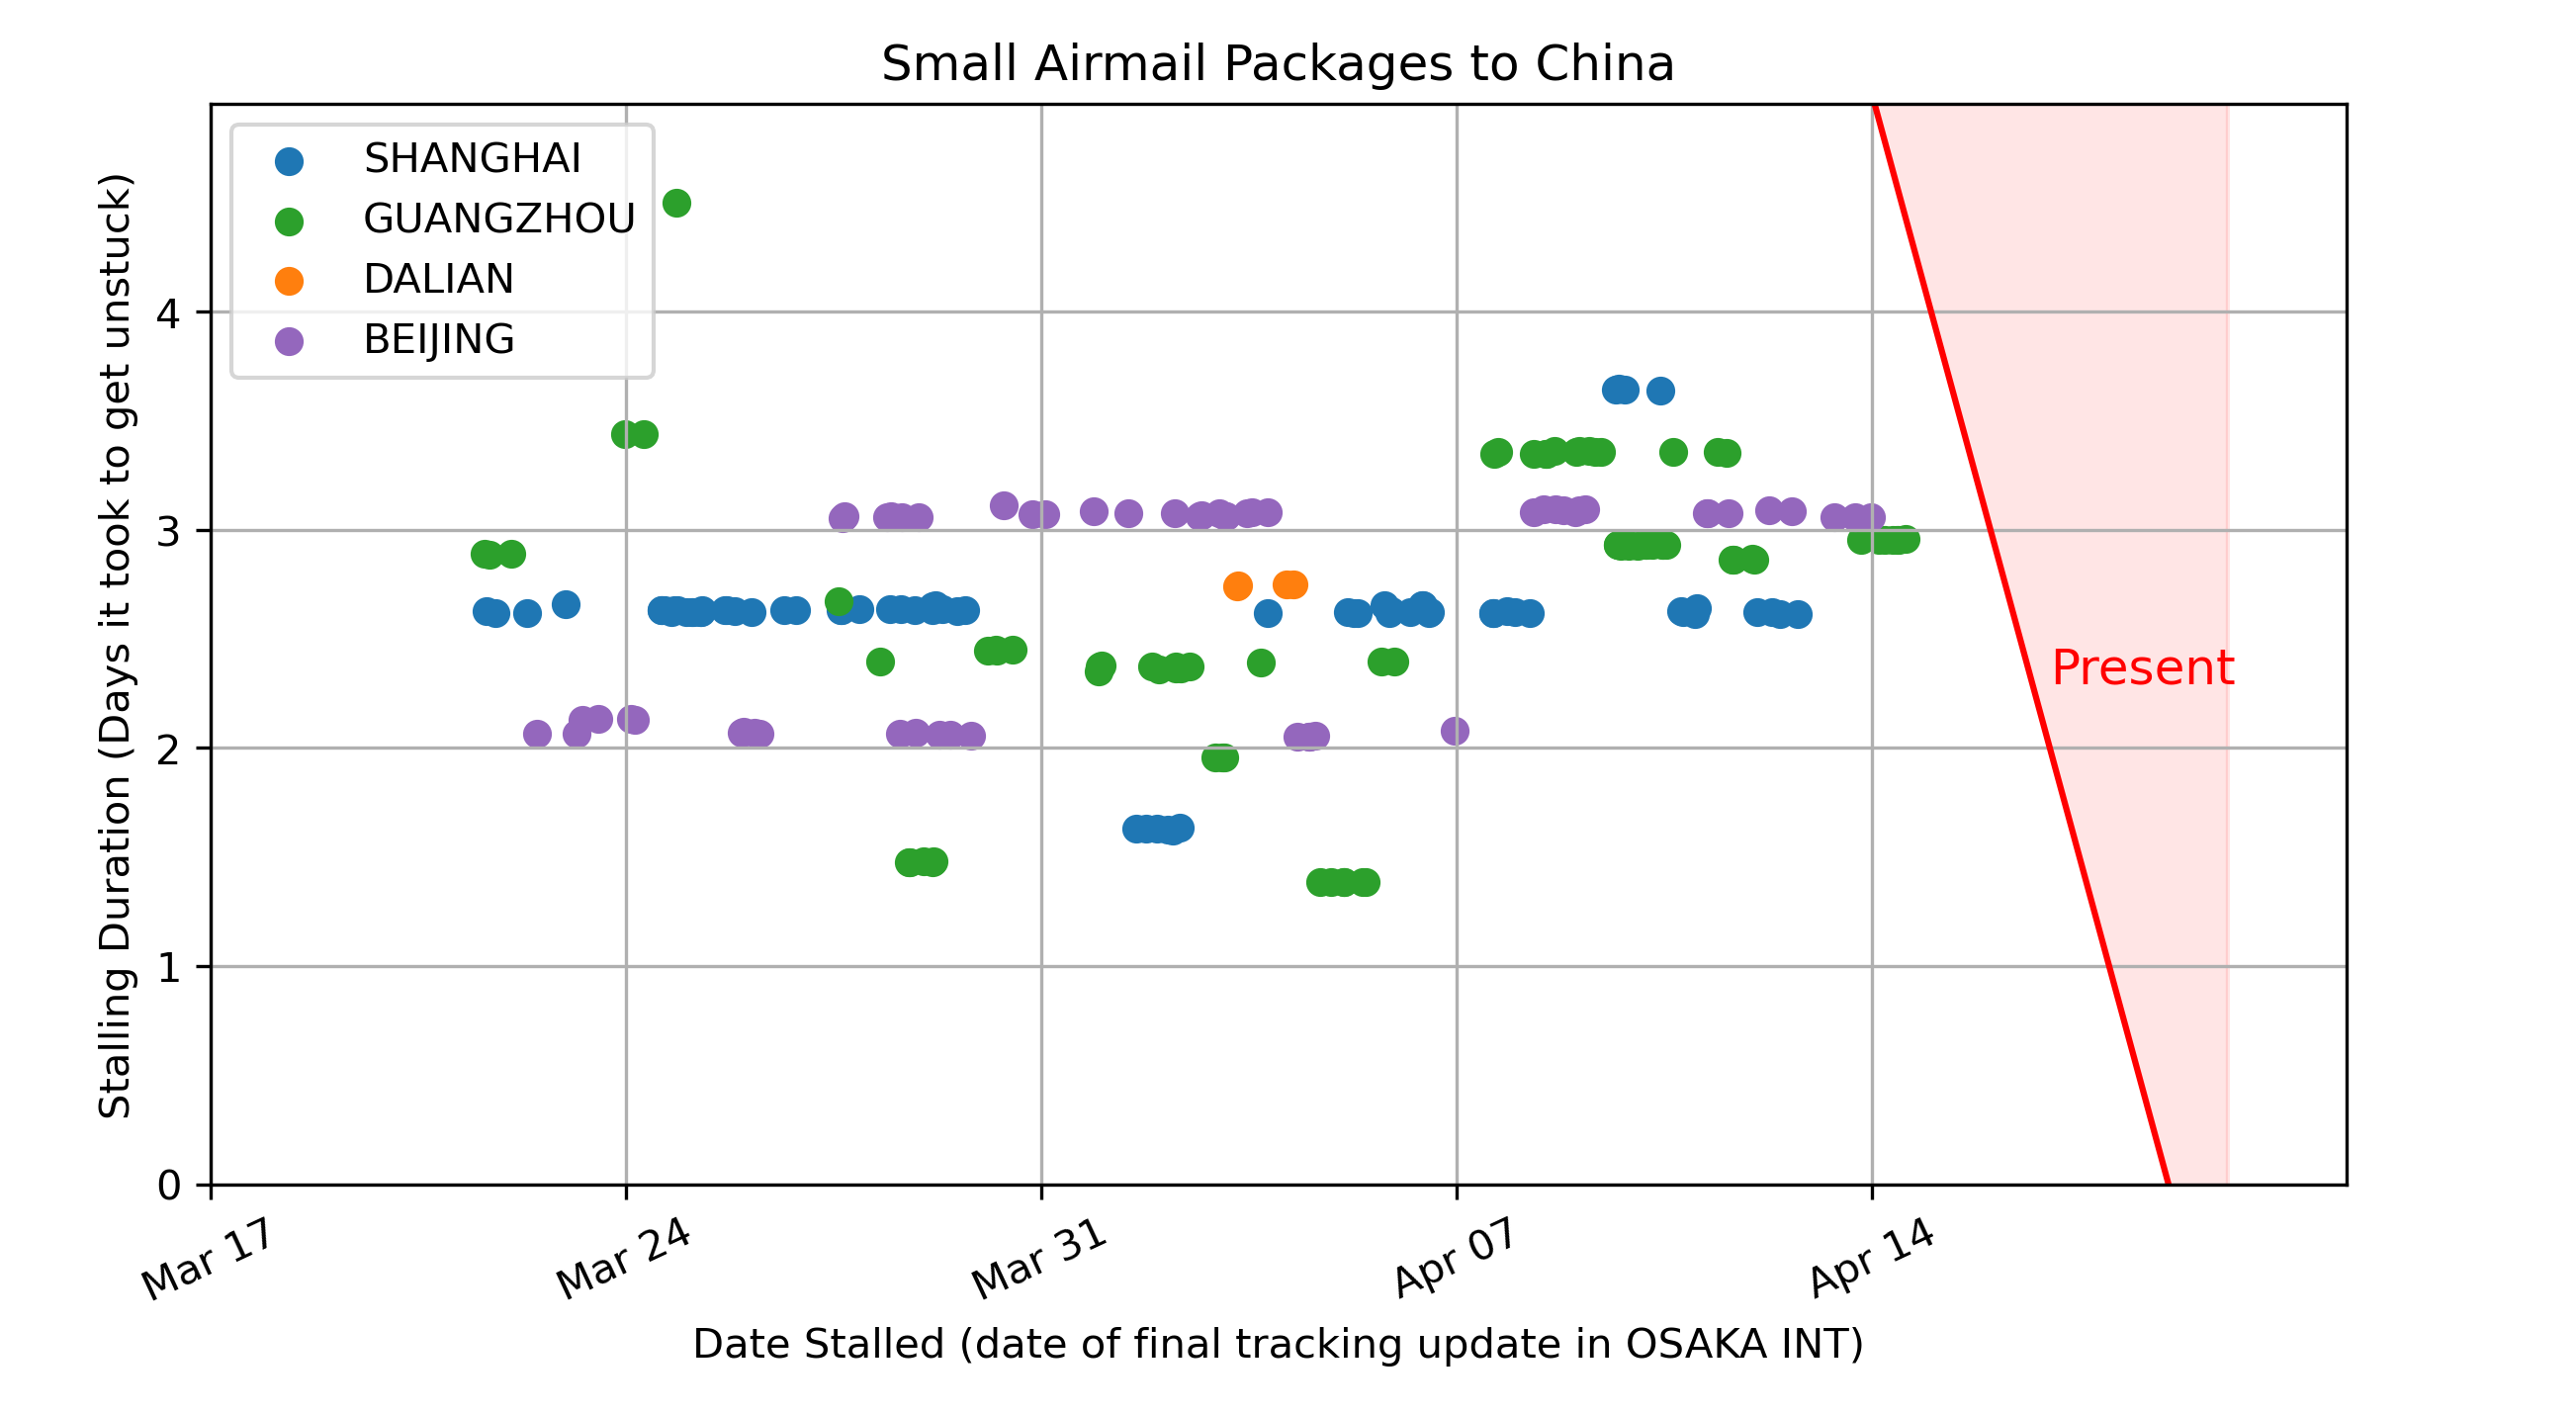 Small Airmail Packages to China
SHANGHAI
GUANGZHOU
DALIAN
BEIJING
Stalling Duration (Days it took to get unstuck)
4
3
2
1
0
Present
Mar 17
Mar 24
Mar 31
Apr 07
Apr 14
Date Stalled (date of final tracking update in OSAKA INT)